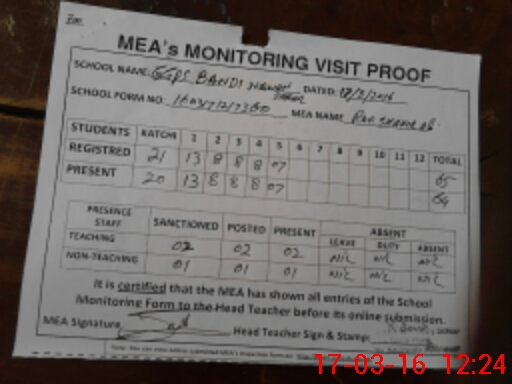 MEA's MONITORING VISIT PROOF
SCHOOL NAME: GGPS BANDI DATED: 17/3/2016
SCHOOL FORM NO: MEA NAME
STUDENTS KATCHI 1 2 3 4 5 6 7 8 9 10 11 12 TOTAL
REGISTRED 21 13 8 8 8 07 65
PRESENT 20 13 8 8 8 07 64
PRESENCE STAFF SANCTIONED POSTED PRESENT ABSENT
LEAVE DUTY ABSENT
TEACHING 02 02 02 NIL NIL NIL
NON-TEACHING 01 01 01 NIL NIL NIL
It is certified that the MEA has shown all entries of the School
Monitoring Form to the Head Teacher before its online submission.
MEA Signature Head Teacher Sign & Stamp:
17-03-16 12:24